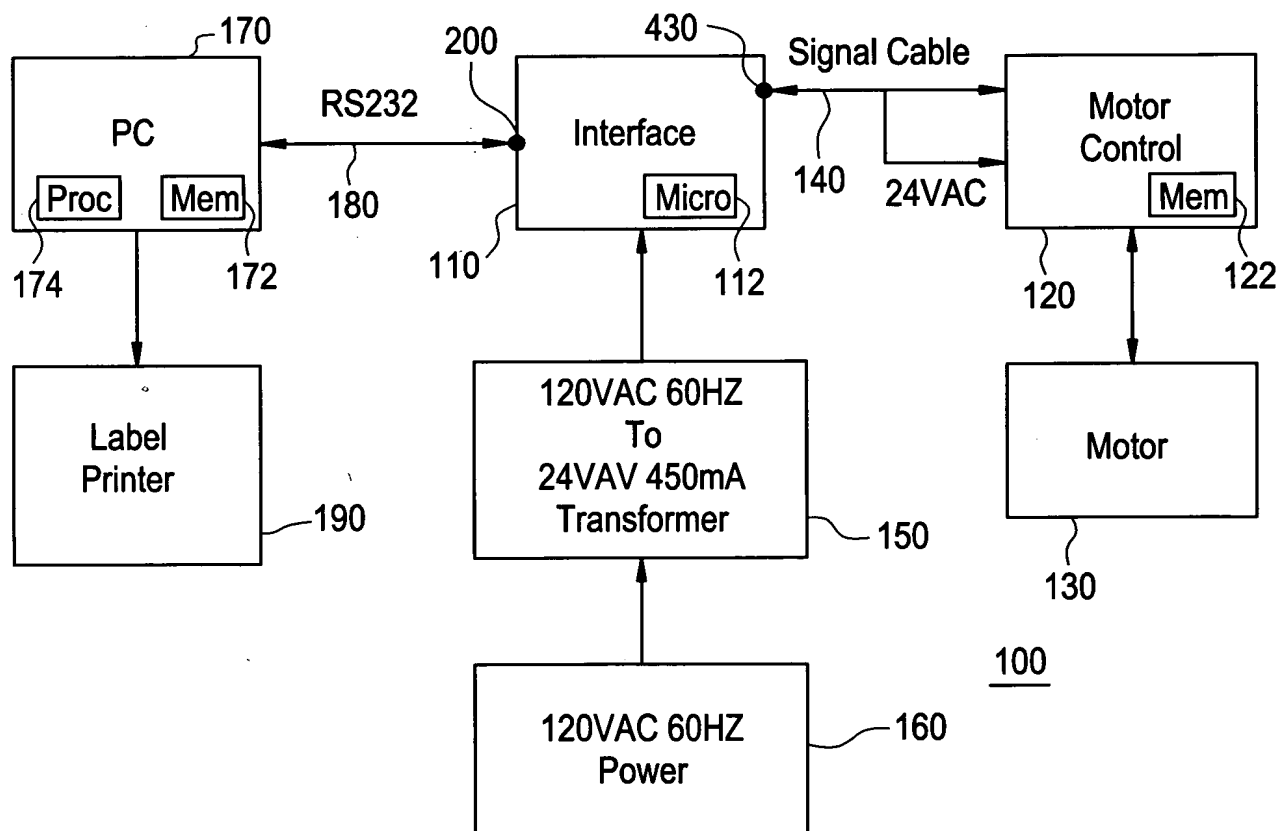 170
200
430
Signal Cable
RS232
PC
Interface
Motor
Control
140
24VAC
180
Proc
Mem
Micro
Mem
174
172
110
112
120
122
120VAC 60HZ
To
24VAV 450mA
Transformer
Label
Printer
Motor
190
150
130
100
120VAC 60HZ
Power
160